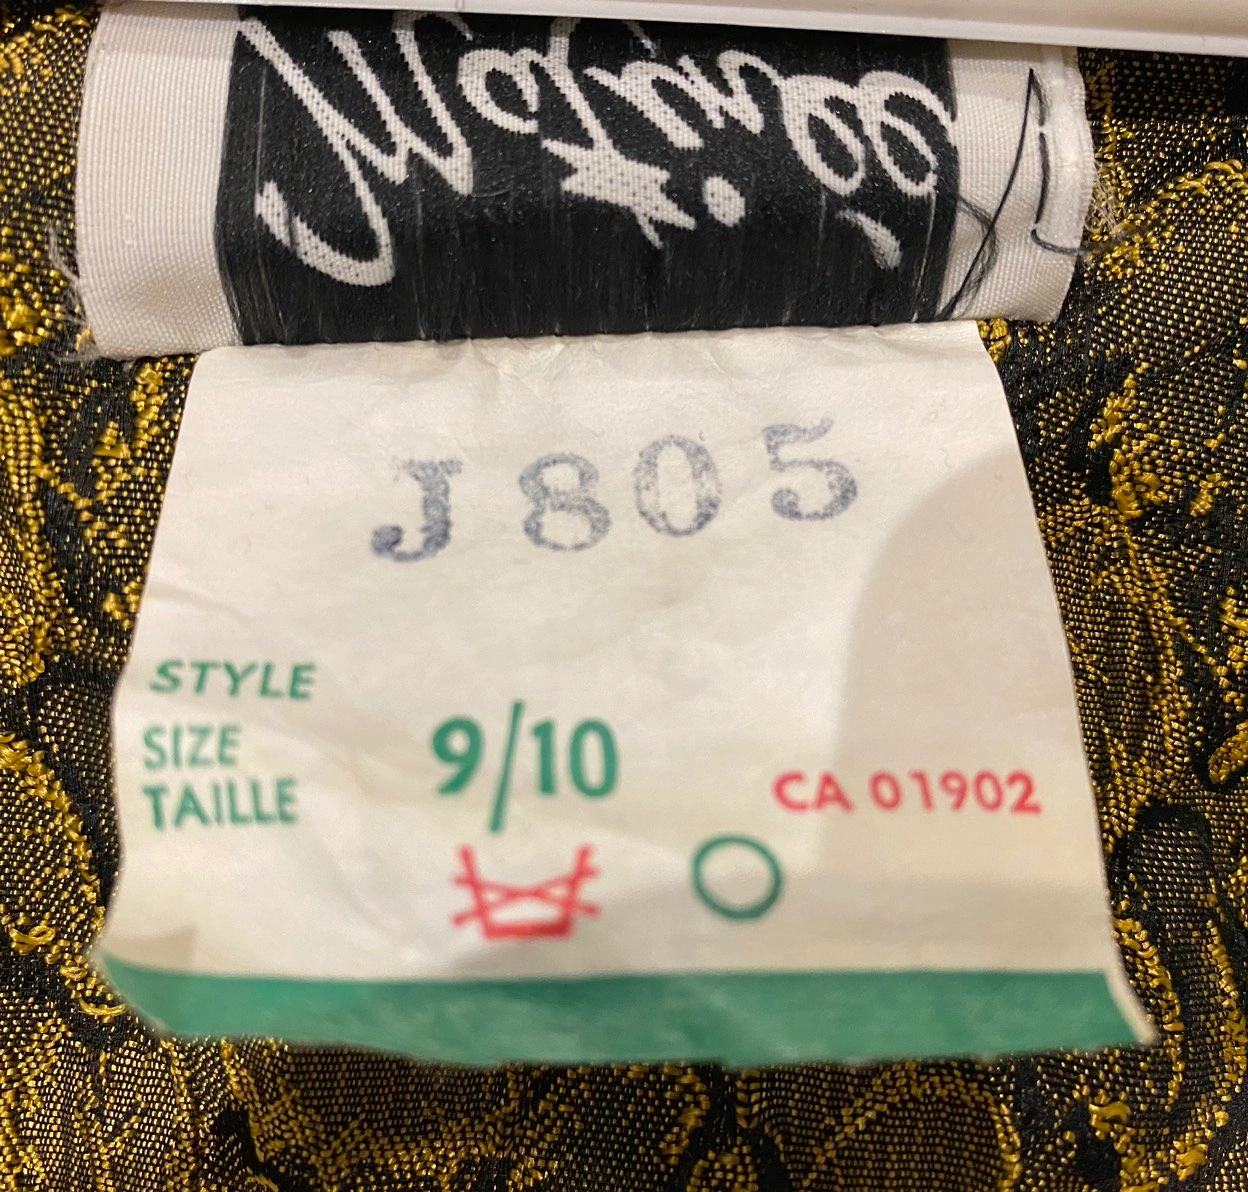 J805
STYLE
SIZE 9/10
TAILLE
CA 01902